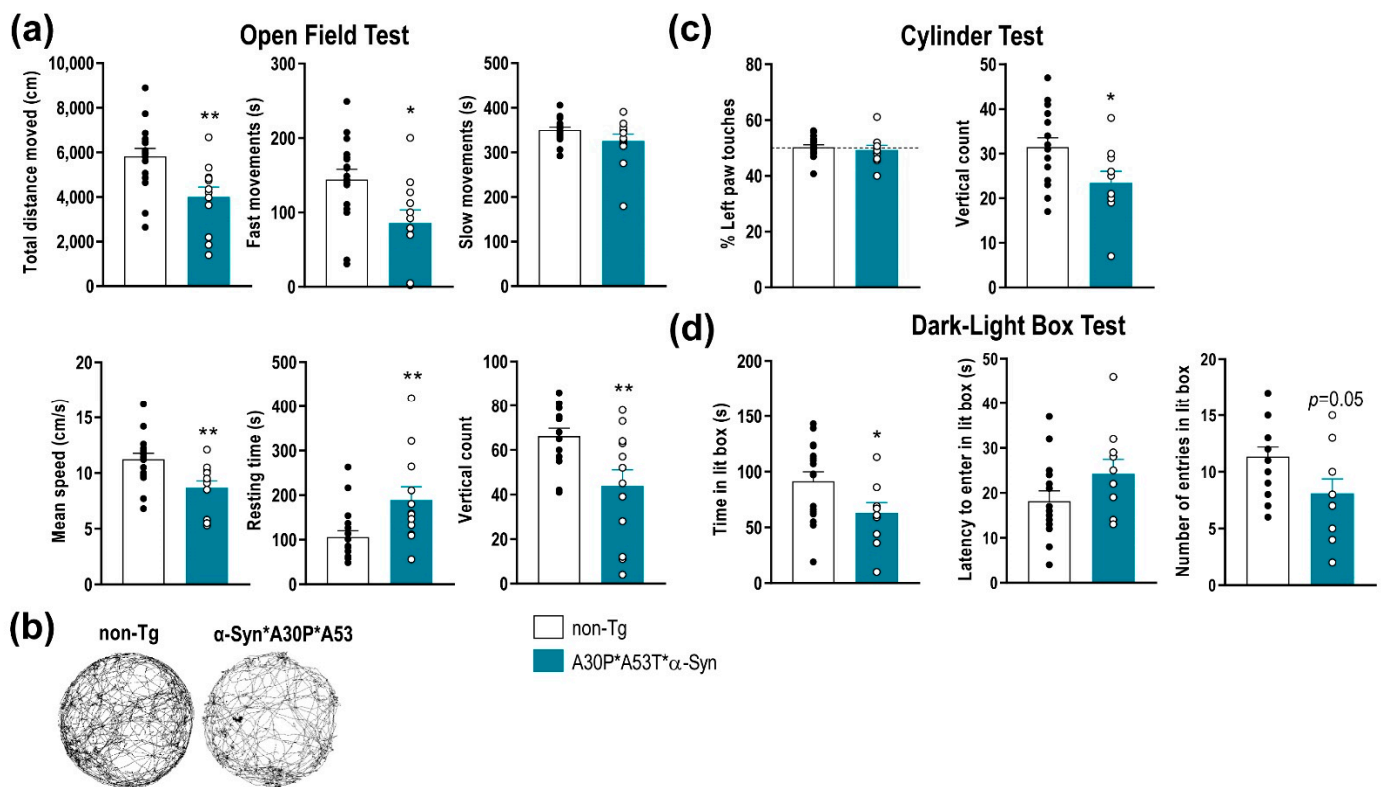 (a)
Open Field Test
Total distance moved (cm)
10,000
8,000
6,000
4,000
2,000
0
**
Fast movements (s)
300
200
100
0
*
Slow movements (s)
500
400
300
200
100
0
Mean speed (cm/s)
20
15
10
5
0
**
Resting time (s)
500
400
300
200
100
0
**
Vertical count
100
80
60
40
20
0
**
(b)
non-Tg
α-Syn*A30P*A53
(c)
Cylinder Test
% Left paw touches
80
60
40
20
0
Vertical count
50
40
30
20
10
0
*
(d)
Dark-Light Box Test
Time in lit box (s)
200
150
100
50
0
*
Latency to enter in lit box (s)
50
40
30
20
10
0
Number of entries in lit box
20
15
10
5
0
p=0.05
non-Tg
A30P*A53T*α-Syn